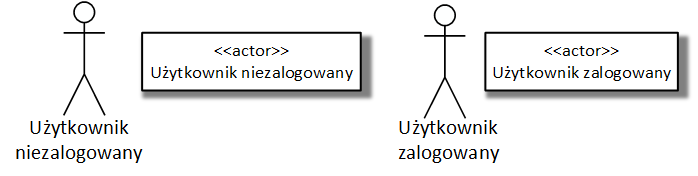 <<actor>>
Użytkownik niezalogowany
Użytkownik
niezalogowany
<<actor>>
Użytkownik zalogowany
Użytkownik
zalogowany